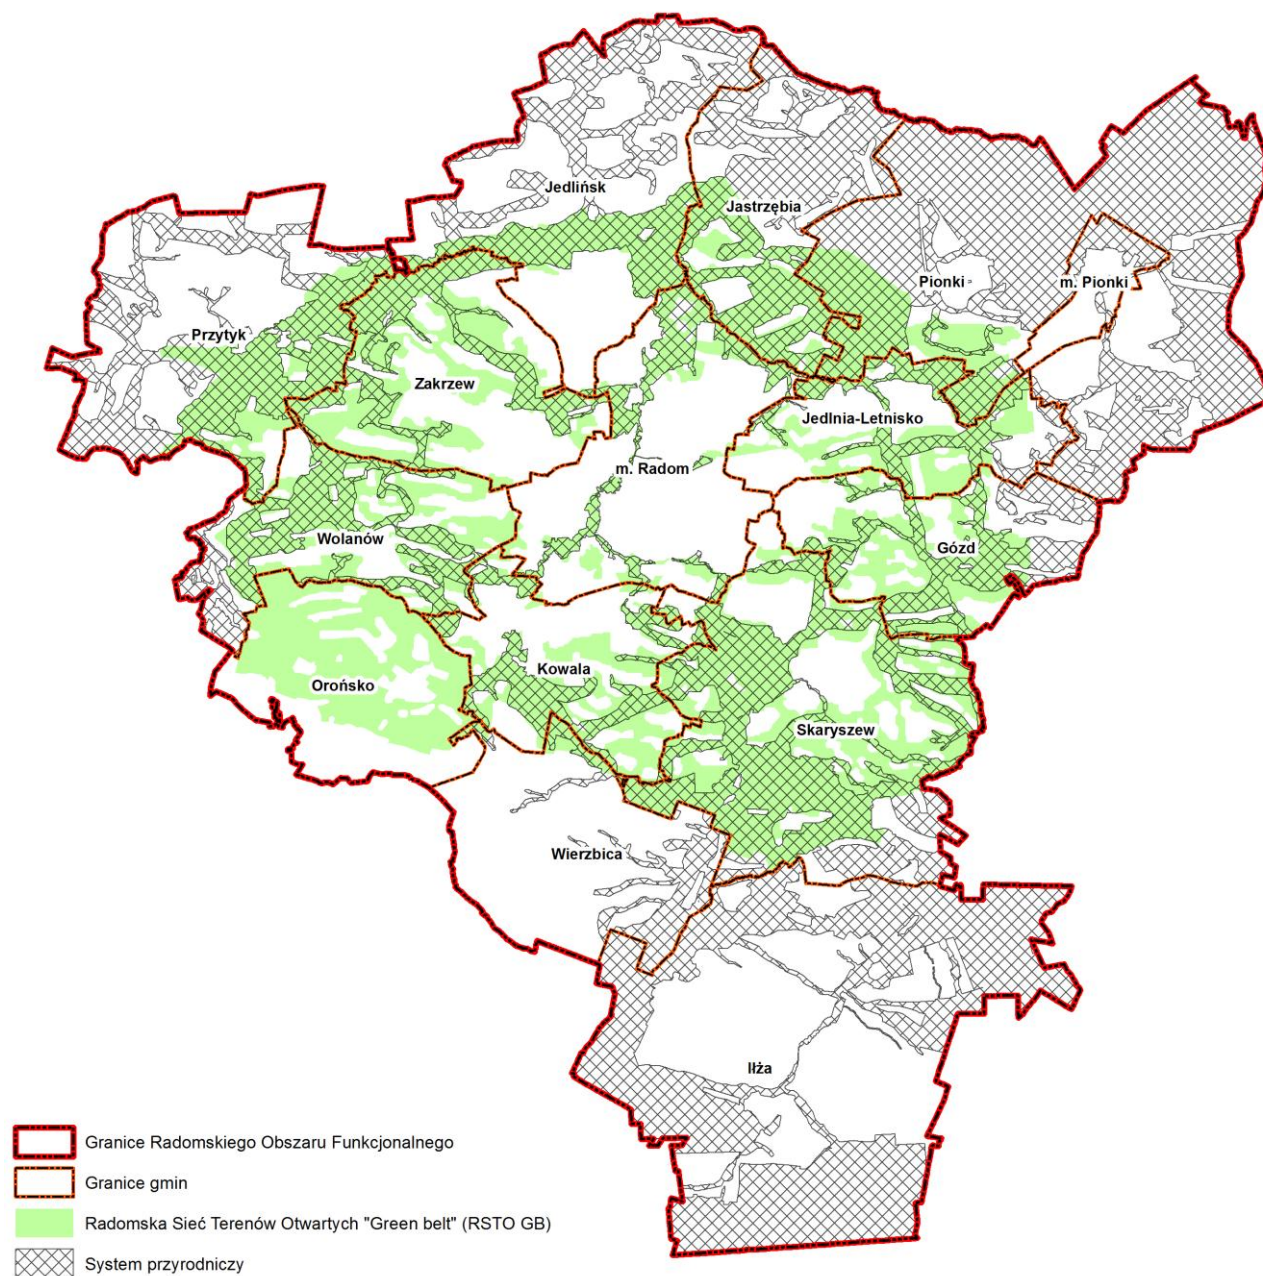 Jedlińsk
Jastrzębia
Pionki
m. Pionki
Przytyk
Zakrzew
Jedlnia-Letnisko
m. Radom
Wolanów
Gózd
Kowala
Orońsko
Skaryszew
Wierzbica
Iłża
Granice Radomskiego Obszaru Funkcjonalnego
Granice gmin
Radomska Sieć Terenów Otwartych "Green belt" (RSTO GB)
System przyrodniczy